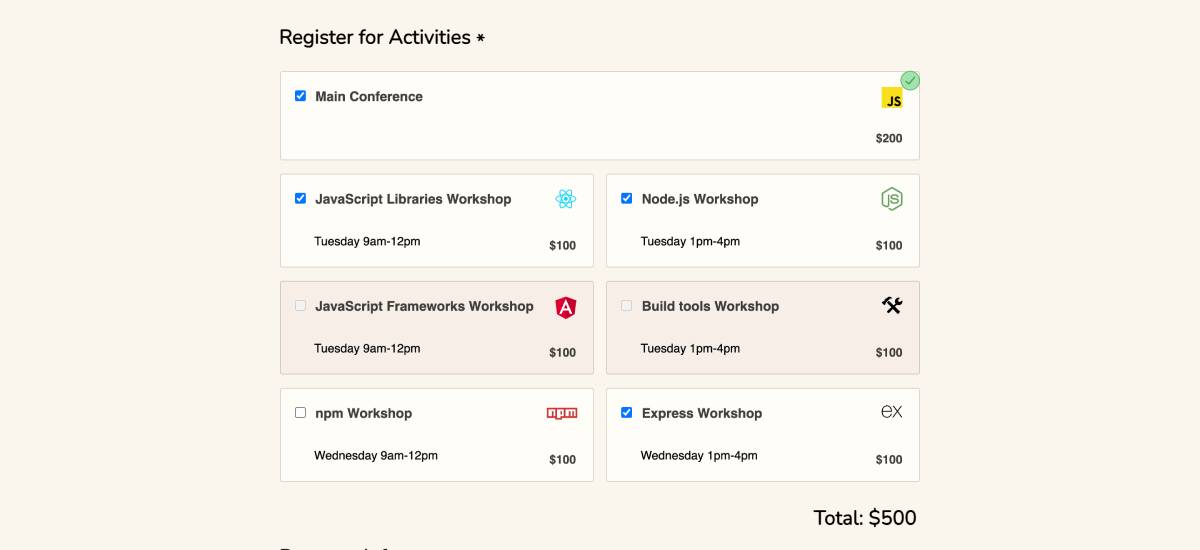 Register for Activities *
Main Conference
JS
$200
JavaScript Libraries Workshop
Tuesday 9am-12pm
$100
Node.js Workshop
JS
Tuesday 1pm-4pm
$100
JavaScript Frameworks Workshop
A
Tuesday 9am-12pm
$100
Build tools Workshop
Tuesday 1pm-4pm
$100
npm Workshop
npm
Wednesday 9am-12pm
$100
Express Workshop
ex
Wednesday 1pm-4pm
$100
Total: $500